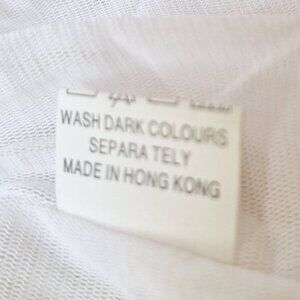 WASH DARK COLOURS
SEPARA TELY
MADE IN HONG KONG